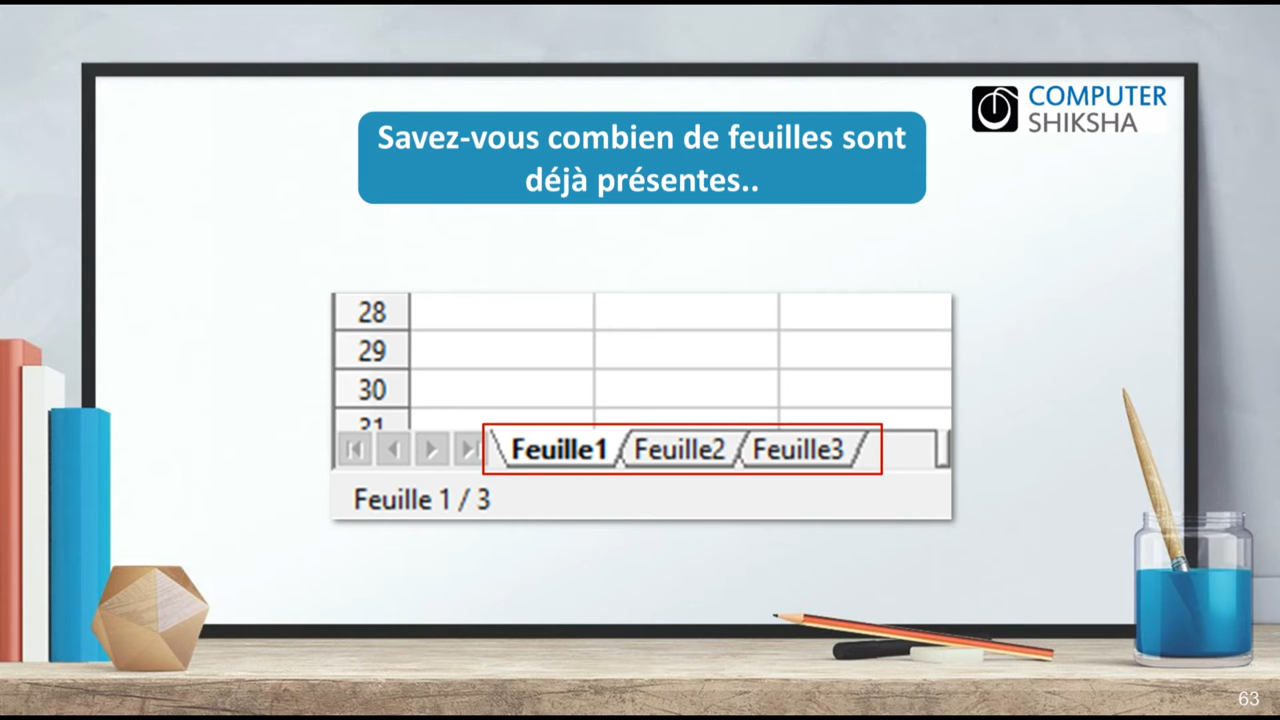 COMPUTER
SHIKSHA
Savez-vous combien de feuilles sont
déjà présentes..
28
29
30
31
Feuille1 Feuille2 Feuille3
Feuille 1 / 3
63